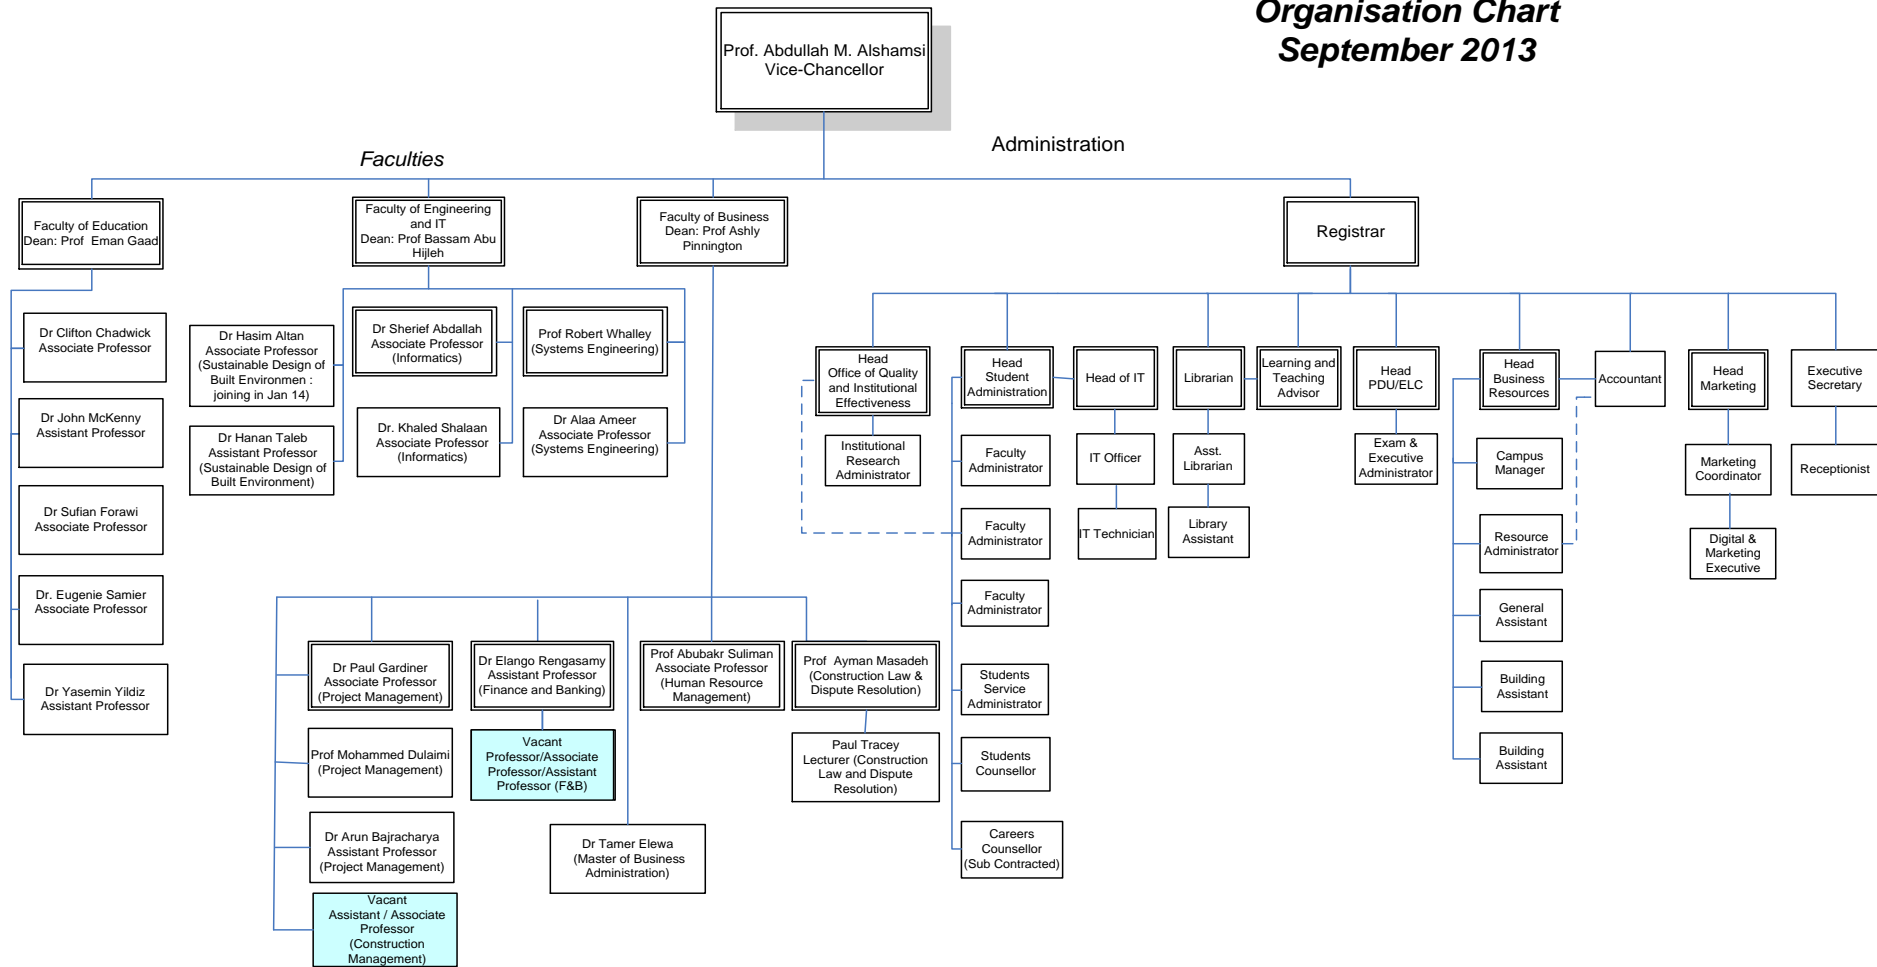 Organisation Chart
September 2013
Prof. Abdullah M. Alshamsi
Vice-Chancellor
Faculties
Administration
Faculty of Education
Dean: Prof Eman Gaad
Faculty of Engineering
and IT
Dean: Prof Bassam Abu
Hijleh
Faculty of Business
Dean: Prof Ashly
Pinnington
Registrar
Dr Clifton Chadwick
Associate Professor
Dr John McKenny
Assistant Professor
Dr Sufian Forawi
Associate Professor
Dr. Eugenie Samier
Associate Professor
Dr Yasemin Yildiz
Assistant Professor
Dr Hasim Altan
Associate Professor
(Sustainable Design of
Built Environmen :
joining in Jan 14)
Dr Hanan Taleb
Assistant Professor
(Sustainable Design of
Built Environment)
Dr Sherief Abdallah
Associate Professor
(Informatics)
Dr. Khaled Shalaan
Associate Professor
(Informatics)
Prof Robert Whalley
(Systems Engineering)
Dr Alaa Ameer
Associate Professor
(Systems Engineering)
Dr Paul Gardiner
Associate Professor
(Project Management)
Prof Mohammed Dulaimi
(Project Management)
Dr Arun Bajracharya
Assistant Professor
(Project Management)
Vacant
Assistant / Associate
Professor
(Construction
Management)
Dr Elango Rengasamy
Assistant Professor
(Finance and Banking)
Vacant
Professor/Associate
Professor/Assistant
Professor (F&B)
Dr Tamer Elewa
(Master of Business
Administration)
Prof Abubakr Suliman
Associate Professor
(Human Resource
Management)
Prof Ayman Masadeh
(Construction Law &
Dispute Resolution)
Paul Tracey
Lecturer (Construction
Law and Dispute
Resolution)
Head
Office of Quality
and Institutional
Effectiveness
Institutional
Research
Administrator
Head
Student
Administration
Faculty
Administrator
Faculty
Administrator
Faculty
Administrator
Students
Service
Administrator
Students
Counsellor
Careers
Counsellor
(Sub Contracted)
Head of IT
IT Officer
IT Technician
Librarian
Asst.
Librarian
Library
Assistant
Learning and
Teaching
Advisor
Head
PDU/ELC
Exam &
Executive
Administrator
Head
Business
Resources
Campus
Manager
Resource
Administrator
General
Assistant
Building
Assistant
Building
Assistant
Accountant
Head
Marketing
Marketing
Coordinator
Digital &
Marketing
Executive
Executive
Secretary
Receptionist